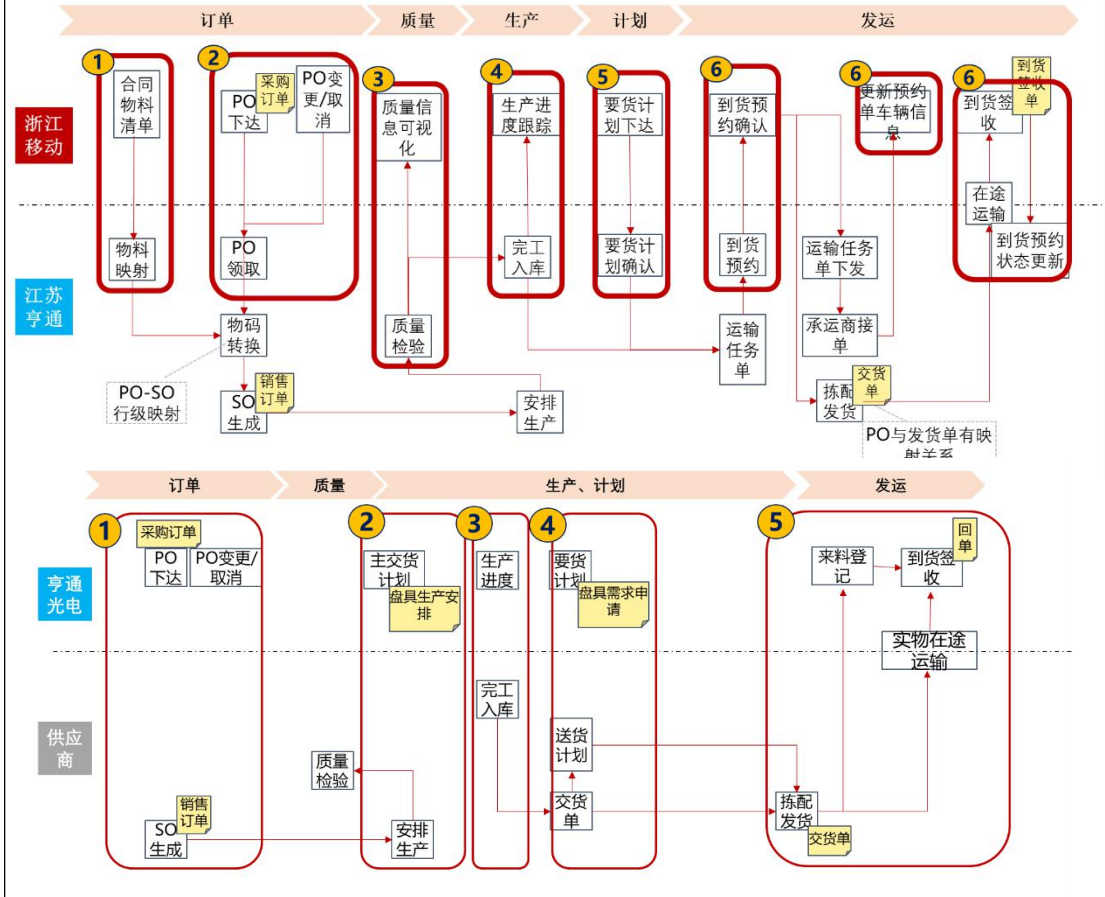 订单
质量
生产
计划
发运
浙江
移动
1
合同
物料
清单
2
PO
下达
采购
订单
PO变
更/取
消
3
质量信
息可视
化
4
生产进
度跟踪
5
要货计
划下达
6
到货预
约确认
6
更新预约
单车辆信
息
6
到货签
收
到货
签收
单
江苏
亨通
物料
映射
PO
领取
物码
转换
PO-SO
行级映射
SO
生成
销售
订单
质量
检验
完工
入库
安排
生产
要货计
划确认
到货
预约
运输
任务
单
运输任务
单下发
承运商接
单
拣配
发货
交货
单
PO与发货单有映
射关系
在途
运输
到货预约
状态更新
订单
质量
生产、计划
发运
亨通
光电
1
采购订单
PO
下达
PO变更/
取消
2
主交货
计划
盘具生产安
排
3
生产
进度
4
要货
计划
盘具需求申
请
5
来料登
记
到货签
收
回
单
实物在途
运输
供应
商
SO
生成
销售
订单
质量
检验
安排
生产
完工
入库
送货
计划
交货
单
拣配
发货
交货单